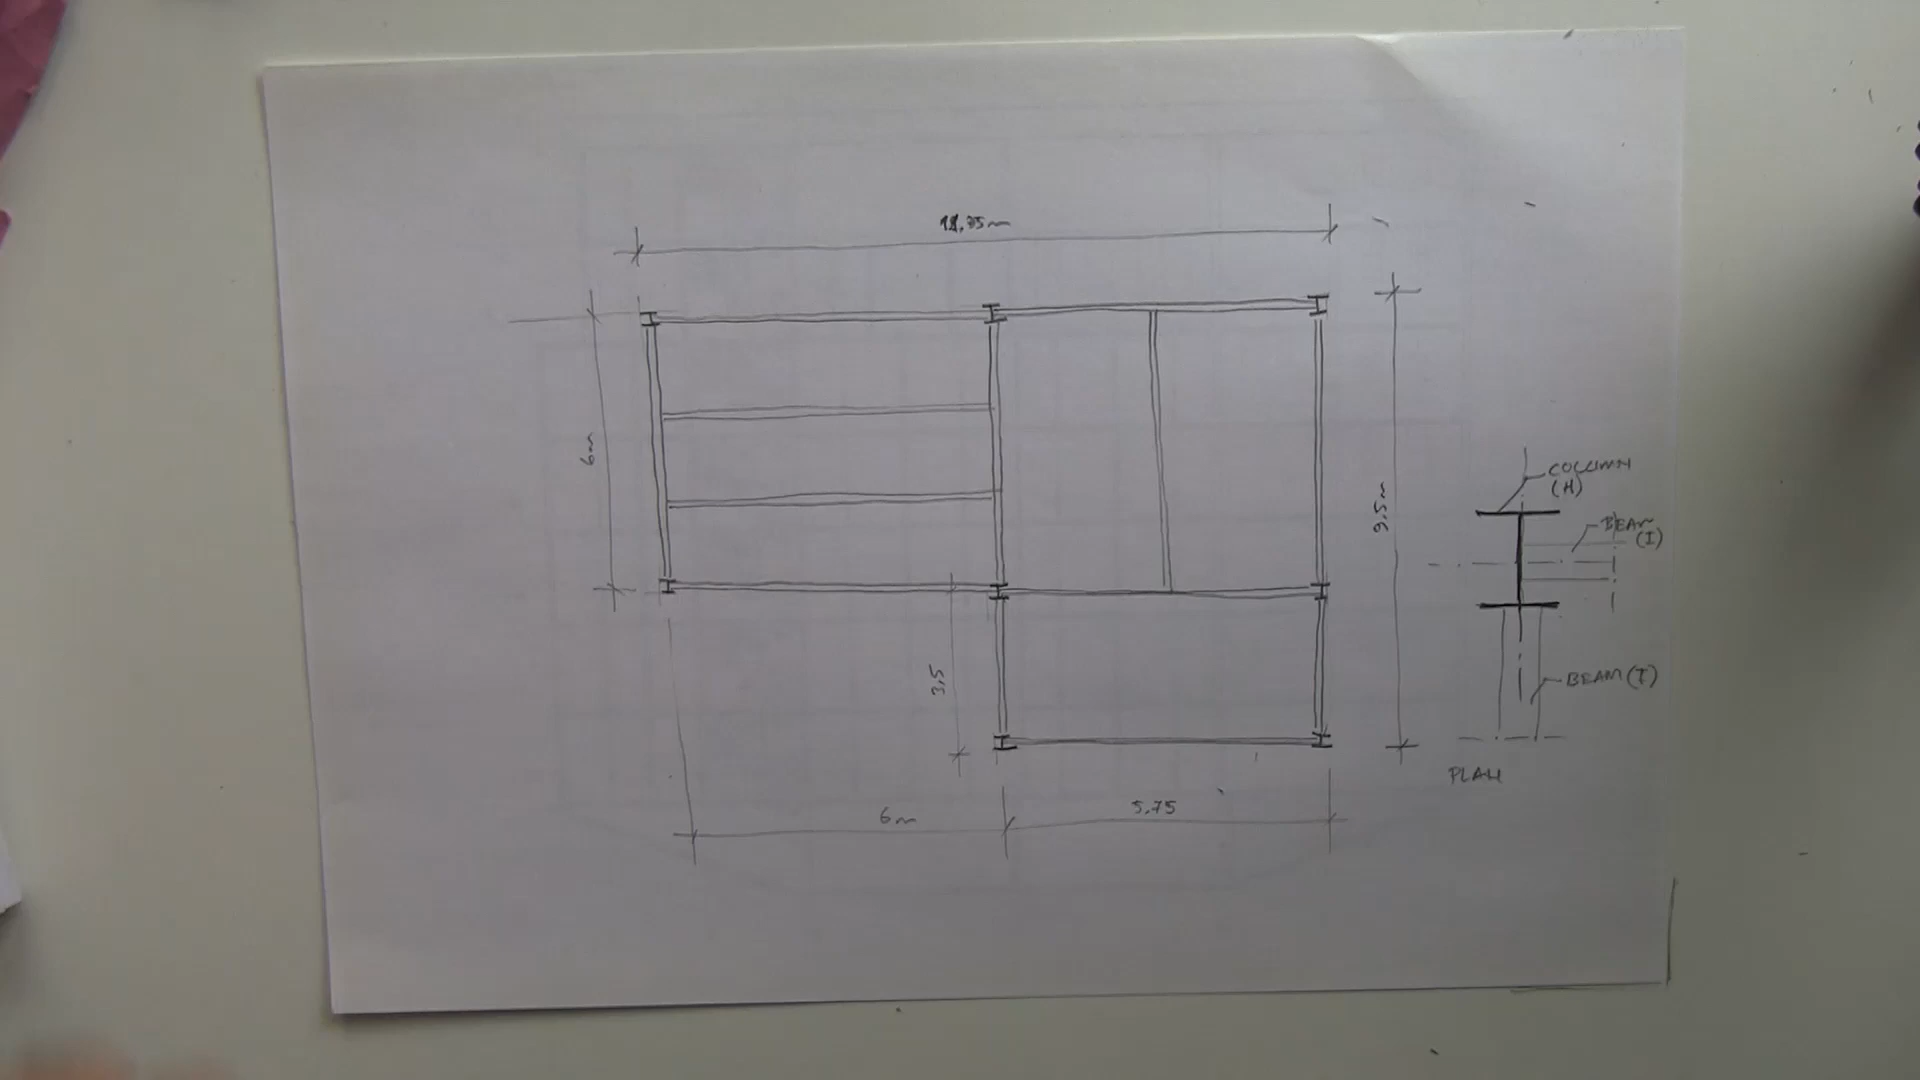 11,75m
6m
9,5m
COLUMN
(H)
BEAM
(I)
3,5
BEAM (I)
PLAN
6m
5,75